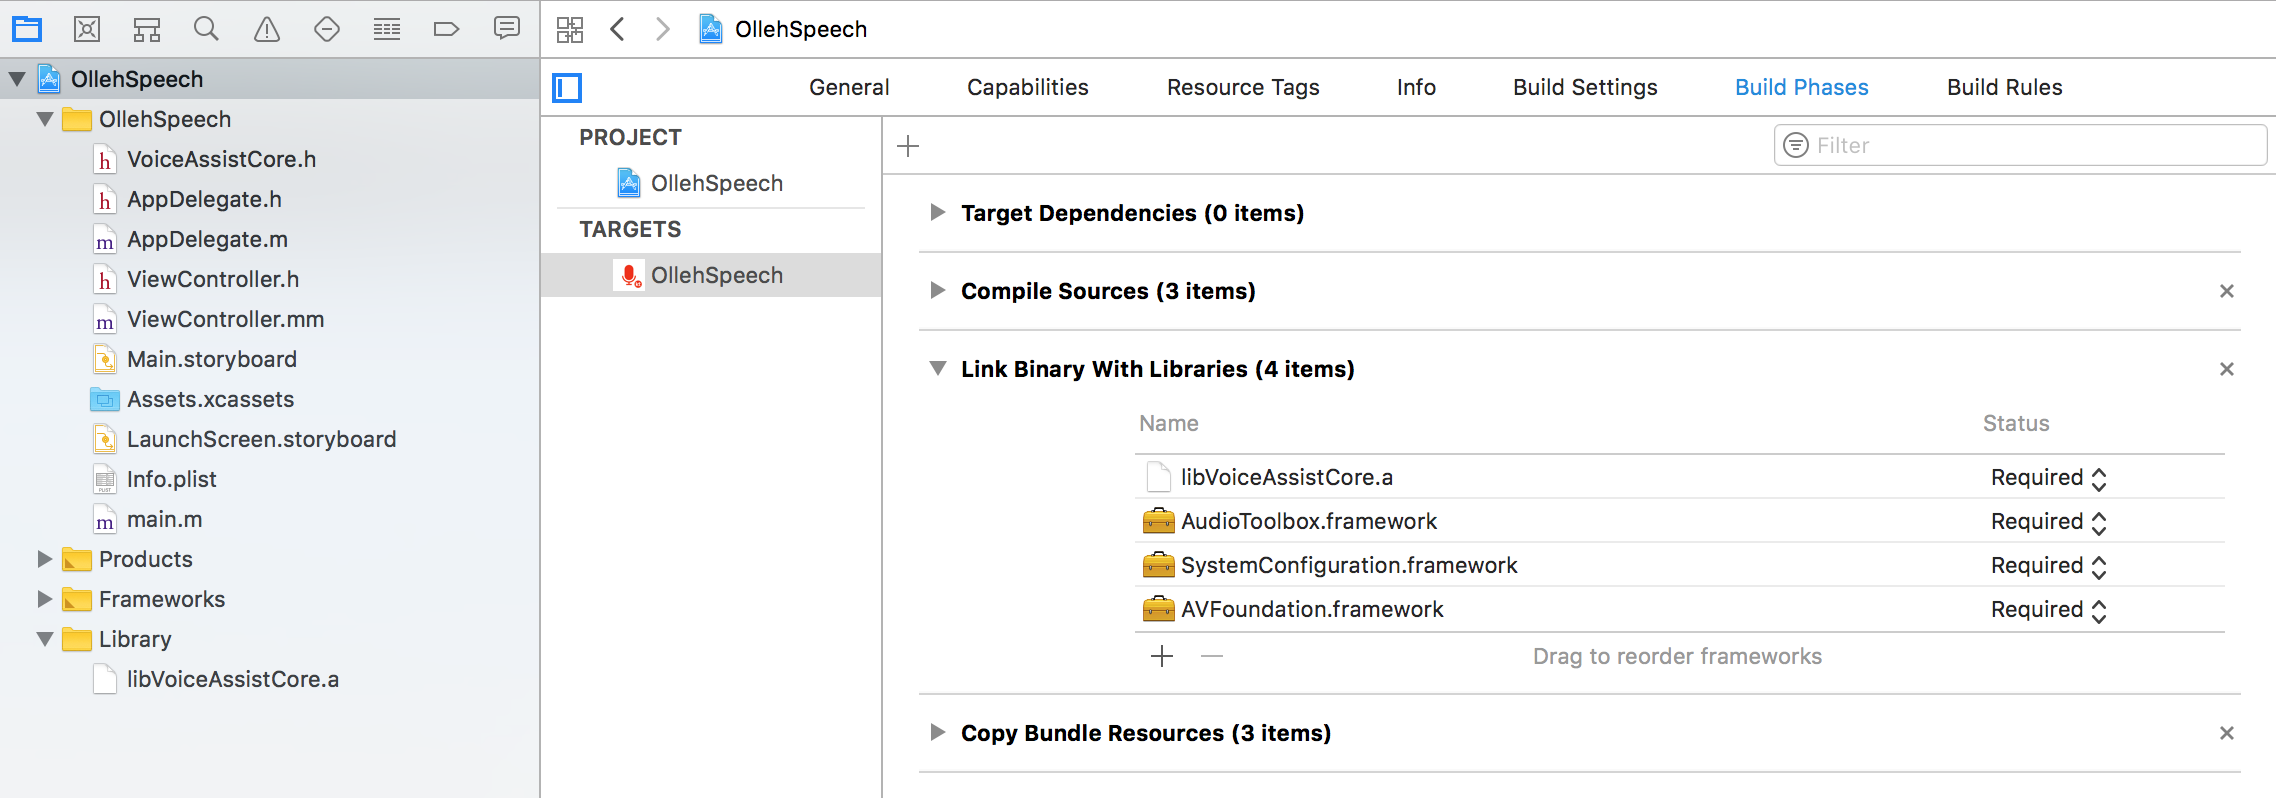 OllehSpeech
OllehSpeech
OllehSpeech
VoiceAssistCore.h
AppDelegate.h
AppDelegate.m
ViewController.h
ViewController.mm
Main.storyboard
Assets.xcassets
LaunchScreen.storyboard
Info.plist
main.m
Products
Frameworks
Library
libVoiceAssistCore.a
General Capabilities Resource Tags Info Build Settings Build Phases Build Rules
PROJECT
OllehSpeech
TARGETS
OllehSpeech
Filter
Target Dependencies (0 items)
Compile Sources (3 items)
Link Binary With Libraries (4 items)
Name Status
libVoiceAssistCore.a Required
AudioToolbox.framework Required
SystemConfiguration.framework Required
AVFoundation.framework Required
Drag to reorder frameworks
Copy Bundle Resources (3 items)